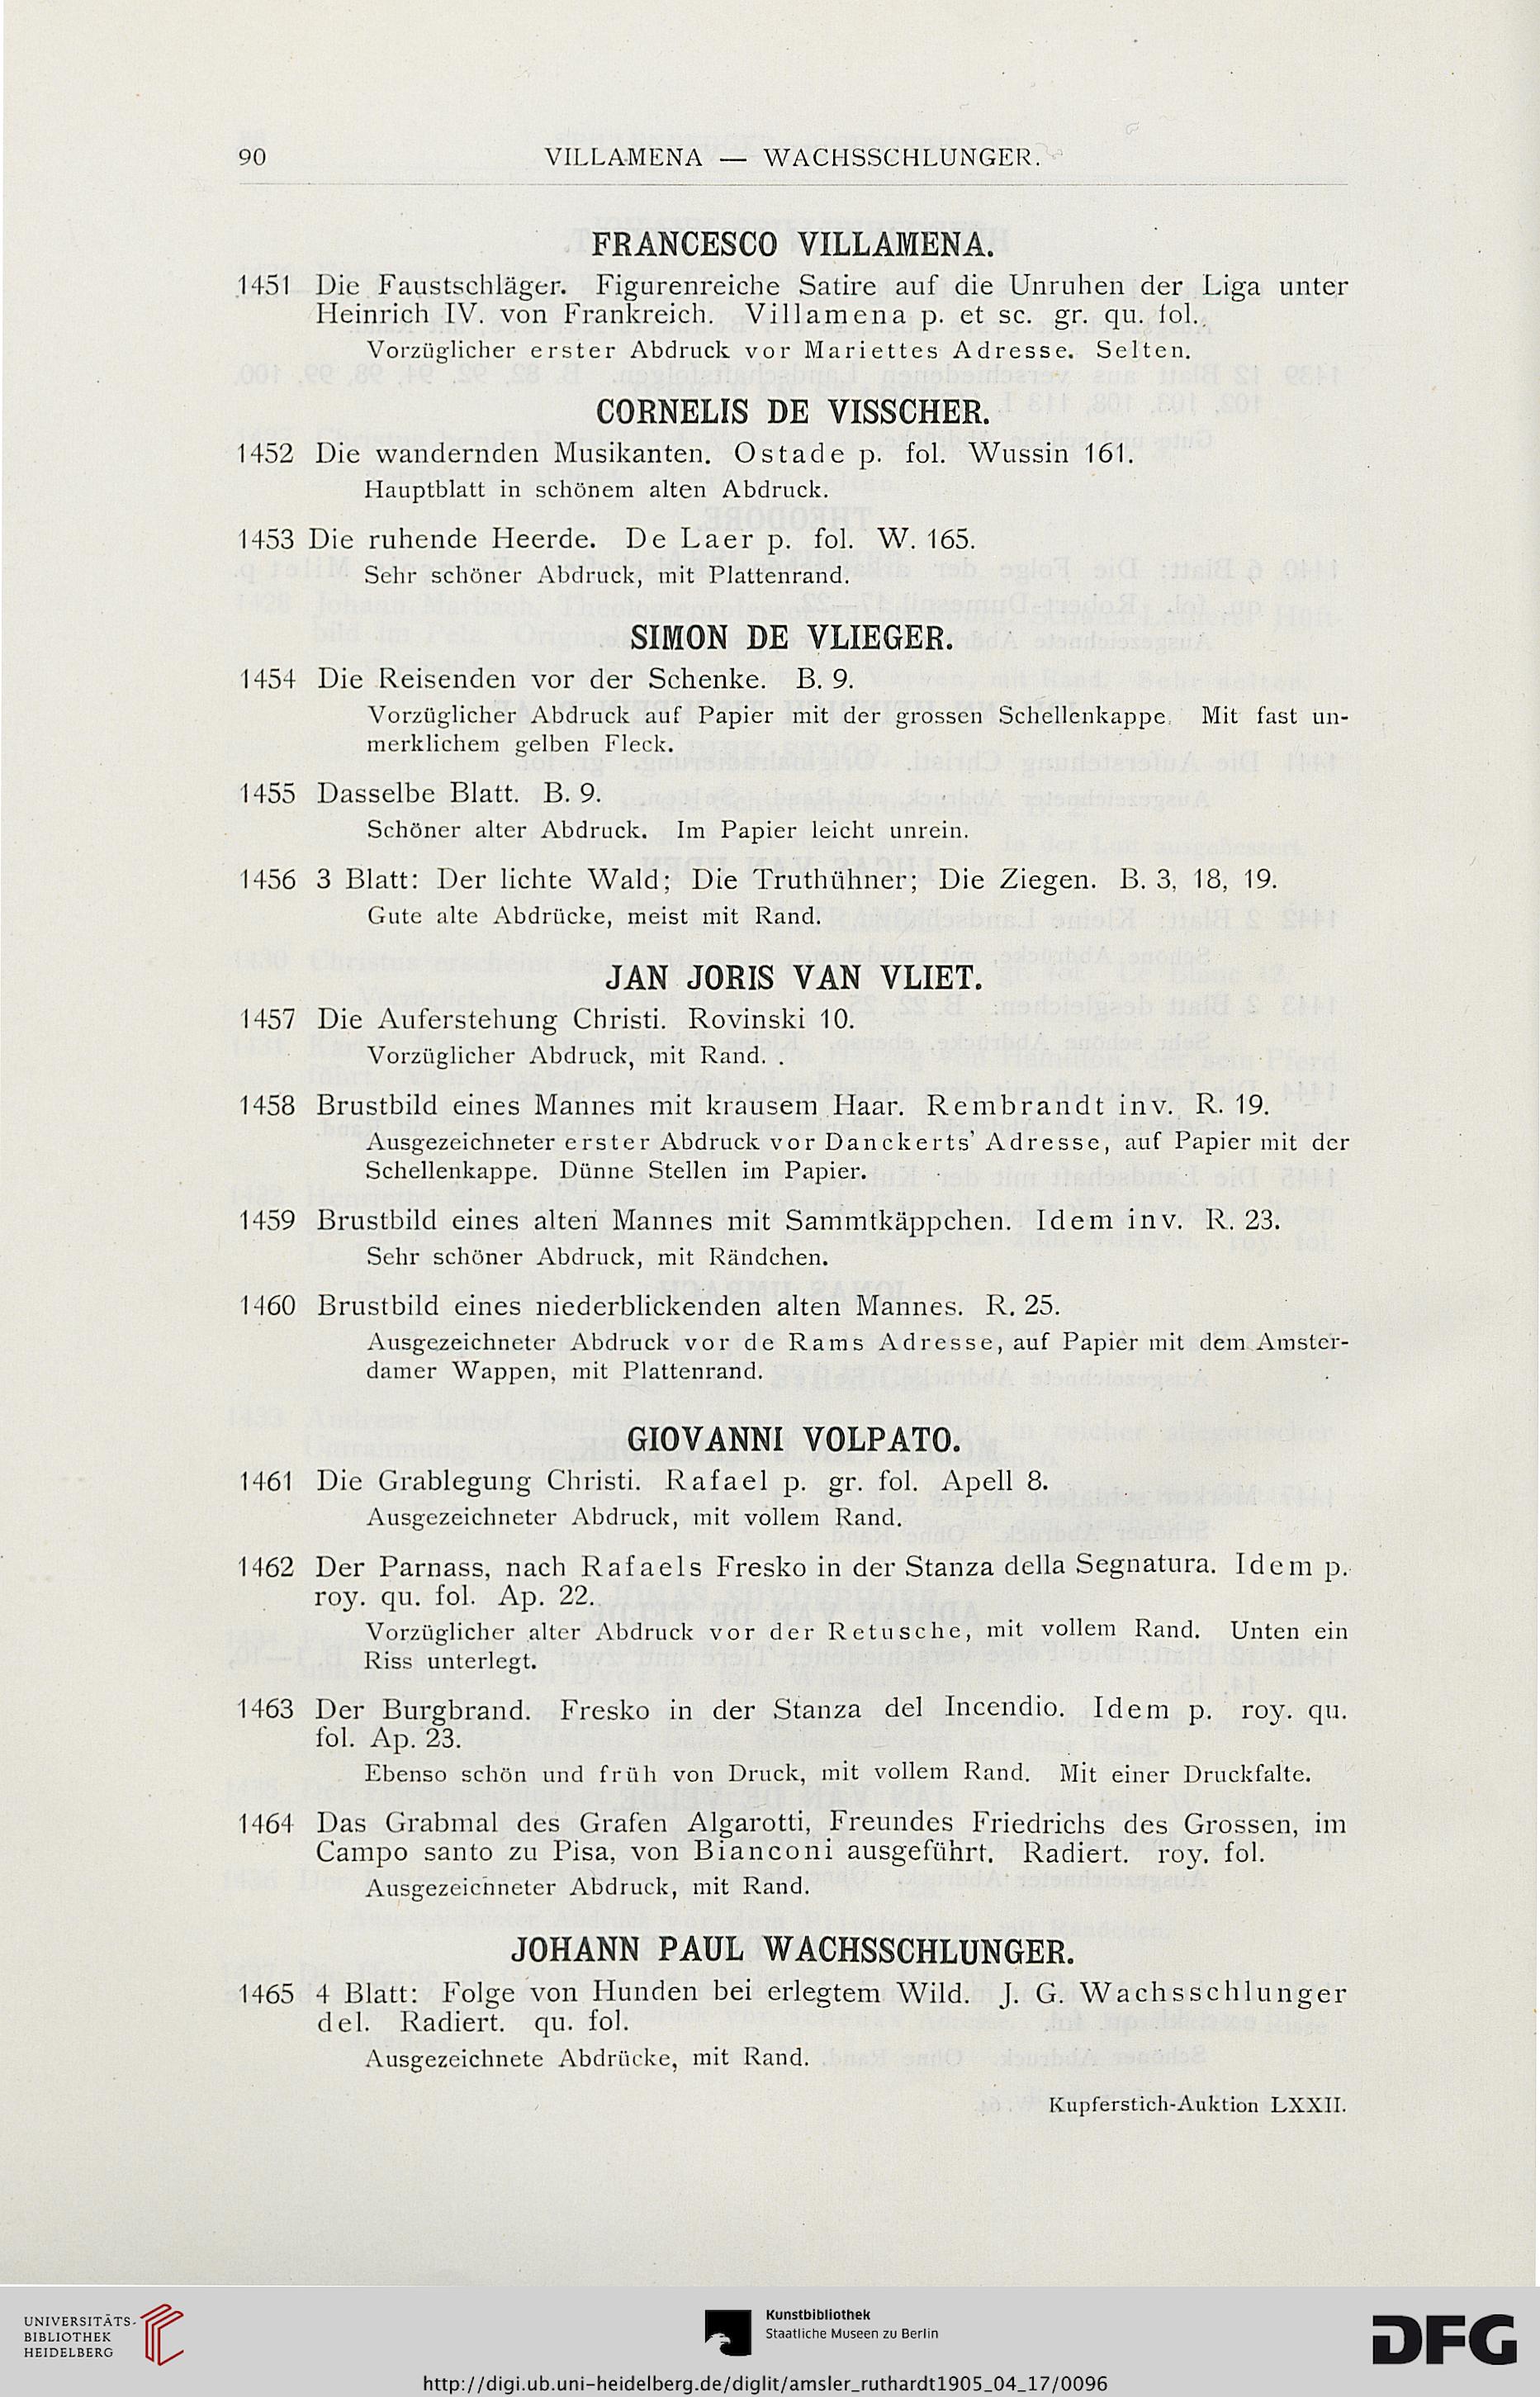 90
VILLAMENA — WACHSSCHLUNGER.
FRANCESCO VILLAMENA.
1451 Die Faustschläger. Figurenreiche Satire auf die Unruhen der Liga unter
Heinrich IV. von Frankreich. Villamena p. et sc. gr. qu. fol.
Vorzüglicher erster Abdruck vor Mariettes Adresse. Selten.
CORNELIS DE VISSCHER.
1452 Die wandernden Musikanten. Ostade p. fol. Wussin 161.
Hauptblatt in schönem alten Abdruck.
1453 Die ruhende Heerde. De Laer p. fol. W. 165.
Sehr schöner Abdruck, mit Plattenrand.
SIMON DE VLIEGER.
1454 Die Reisenden vor der Schenke. B. 9.
Vorzüglicher Abdruck auf Papier mit der grossen Schellenkappe. Mit fast un-
merklichem gelben Fleck.
1455 Dasselbe Blatt. B. 9.
Schöner alter Abdruck. Im Papier leicht unrein.
1456 3 Blatt: Der lichte Wald; Die Truthühner; Die Ziegen. B. 3, 18, 19.
Gute alte Abdrücke, meist mit Rand.
JAN JORIS VAN VLIET.
1457 Die Auferstehung Christi. Rovinski 10.
Vorzüglicher Abdruck, mit Rand.
1458 Brustbild eines Mannes mit krausem Haar. Rembrandt inv. R. 19.
Ausgezeichneter erster Abdruck vor Danckerts' Adresse, auf Papier mit der
Schellenkappe. Dünne Stellen im Papier.
1459 Brustbild eines alten Mannes mit Sammtkäppchen. Idem inv. R. 23.
Sehr schöner Abdruck, mit Rändchen.
1460 Brustbild eines niederblickenden alten Mannes. R. 25.
Ausgezeichneter Abdruck vor de Rams Adresse, auf Papier mit dem Amster-
damer Wappen, mit Plattenrand.
GIOVANNI VOLPATO.
1461 Die Grablegung Christi. Rafael p. gr. fol. Apell 8.
Ausgezeichneter Abdruck, mit vollem Rand.
1462 Der Parnass, nach Rafaels Fresko in der Stanza della Segnatura. Idem p.
roy. qu. fol. Ap. 22.
Vorzüglicher alter Abdruck vor der Retusche, mit vollem Rand. Unten ein
Riss unterlegt.
1463 Der Burgbrand. Fresko in der Stanza del Incendio. Idem p. roy. qu.
fol. Ap. 23.
Ebenso schön und früh von Druck, mit vollem Rand. Mit einer Druckfalte.
1464 Das Grabmal des Grafen Algarotti, Freundes Friedrichs des Grossen, im
Campo santo zu Pisa, von Bianconi ausgeführt. Radiert. roy. fol.
Ausgezeichneter Abdruck, mit Rand.
JOHANN PAUL WACHSSCHLUNGER.
1465 4 Blatt: Folge von Hunden bei erlegtem Wild. J. G. Wachsschlunger
del. Radiert. qu. fol.
Ausgezeichnete Abdrücke, mit Rand.
Kupferstich-Auktion LXXII.
UNIVERSITÄTS-
BIBLIOTHEK
HEIDELBERG
Kunstbibliothek
Staatliche Museen zu Berlin
DFG
http://digi.ub.uni-heidelberg.de/diglit/amsler_ruthardt1905_04_17/0096